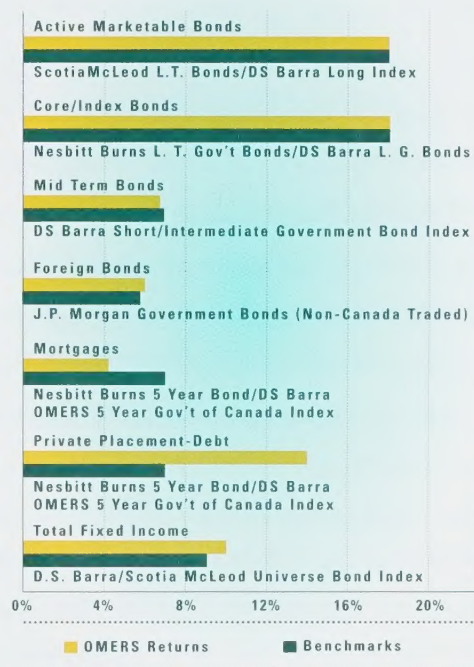 Active Marketable Bonds
ScotiaMcLeod L.T. Bonds/DS Barra Long Index
Core/Index Bonds
Nesbitt Burns L. T. Gov't Bonds/DS Barra L. G. Bonds
Mid Term Bonds
DS Barra Short/Intermediate Government Bond Index
Foreign Bonds
J.P. Morgan Government Bonds (Non-Canada Traded)
Mortgages
Nesbitt Burns 5 Year Bond/DS Barra
OMERS 5 Year Gov't of Canada Index
Private Placement-Debt
Nesbitt Burns 5 Year Bond/DS Barra
OMERS 5 Year Gov't of Canada Index
Total Fixed Income
D.S. Barra/Scotia McLeod Universe Bond Index
0% 4% 8% 12% 16% 20%
OMERS Returns Benchmarks